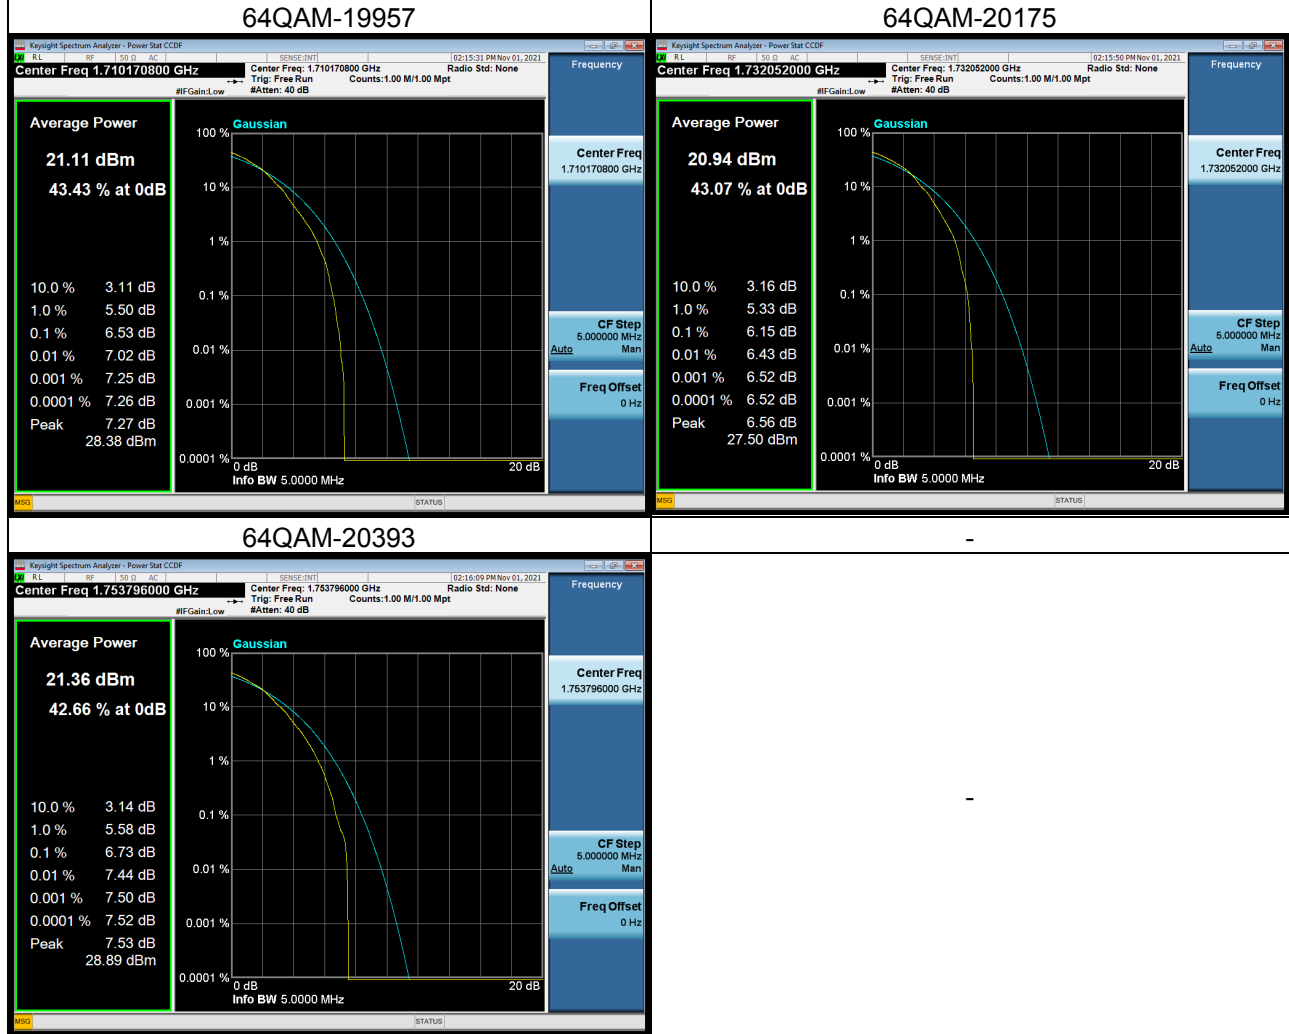 64QAM-19957
64QAM-20175
Keysight Spectrum Analyzer - Power Stat CCDF
RL RF 50 Ω AC SENSE:INT 02:15:31 PM Nov 01, 2021
Center Freq 1.710170800 GHz
Center Freq: 1.710170800 GHz Radio Std: None
Trig: Free Run Counts:1.00 M/1.00 Mpt
#IFGain:Low #Atten: 40 dB
Average Power
21.11 dBm
43.43 % at 0dB
10.0 % 3.11 dB
1.0 % 5.50 dB
0.1 % 6.53 dB
0.01 % 7.02 dB
0.001 % 7.25 dB
0.0001 % 7.26 dB
Peak 7.27 dB
28.38 dBm
Gaussian
100 %
10 %
1 %
0.1 %
0.01 %
0.001 %
0.0001 %
0 dB 20 dB
Info BW 5.0000 MHz
Frequency
Center Freq
1.710170800 GHz
CF Step
5.000000 MHz
Auto Man
Freq Offset
0 Hz
MSG STATUS
Keysight Spectrum Analyzer - Power Stat CCDF
RL RF 50 Ω AC SENSE:INT 02:15:50 PM Nov 01, 2021
Center Freq 1.732052000 GHz
Center Freq: 1.732052000 GHz Radio Std: None
Trig: Free Run Counts:1.00 M/1.00 Mpt
#IFGain:Low #Atten: 40 dB
Average Power
20.94 dBm
43.07 % at 0dB
10.0 % 3.16 dB
1.0 % 5.33 dB
0.1 % 6.15 dB
0.01 % 6.43 dB
0.001 % 6.52 dB
0.0001 % 6.52 dB
Peak 6.56 dB
27.50 dBm
Gaussian
100 %
10 %
1 %
0.1 %
0.01 %
0.001 %
0.0001 %
0 dB 20 dB
Info BW 5.0000 MHz
Frequency
Center Freq
1.732052000 GHz
CF Step
5.000000 MHz
Auto Man
Freq Offset
0 Hz
MSG STATUS
64QAM-20393
-
Keysight Spectrum Analyzer - Power Stat CCDF
RL RF 50 Ω AC SENSE:INT 02:16:09 PM Nov 01, 2021
Center Freq 1.753796000 GHz
Center Freq: 1.753796000 GHz Radio Std: None
Trig: Free Run Counts:1.00 M/1.00 Mpt
#IFGain:Low #Atten: 40 dB
Average Power
21.36 dBm
42.66 % at 0dB
10.0 % 3.14 dB
1.0 % 5.58 dB
0.1 % 6.73 dB
0.01 % 7.44 dB
0.001 % 7.50 dB
0.0001 % 7.52 dB
Peak 7.53 dB
28.89 dBm
Gaussian
100 %
10 %
1 %
0.1 %
0.01 %
0.001 %
0.0001 %
0 dB 20 dB
Info BW 5.0000 MHz
Frequency
Center Freq
1.753796000 GHz
CF Step
5.000000 MHz
Auto Man
Freq Offset
0 Hz
MSG STATUS
-